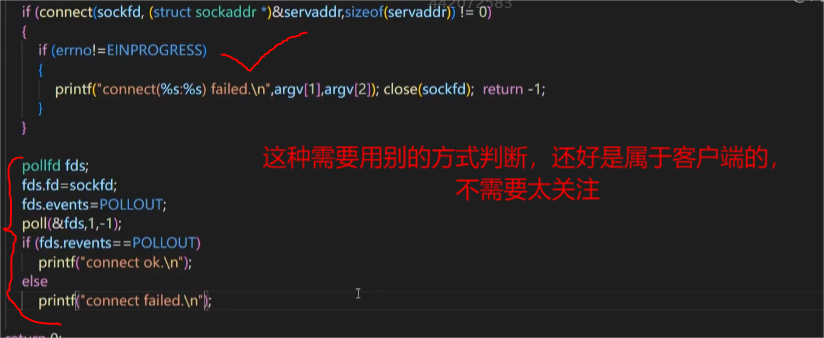 442072583
if (connect(sockfd, (struct sockaddr *)&servaddr,sizeof(servaddr)) != 0)
{
if (errno!=EINPROGRESS)
{
printf("connect(%s:%s) failed.\n",argv[1],argv[2]); close(sockfd); return -1;
}
}
这种需要用别的方式判断，还好是属于客户端的，
不需要太关注
pollfd fds;
fds.fd=sockfd;
fds.events=POLLOUT;
poll(&fds,1,-1);
if (fds.revents==POLLOUT)
printf("connect ok.\n");
else
printf("connect failed.\n");
return 0;